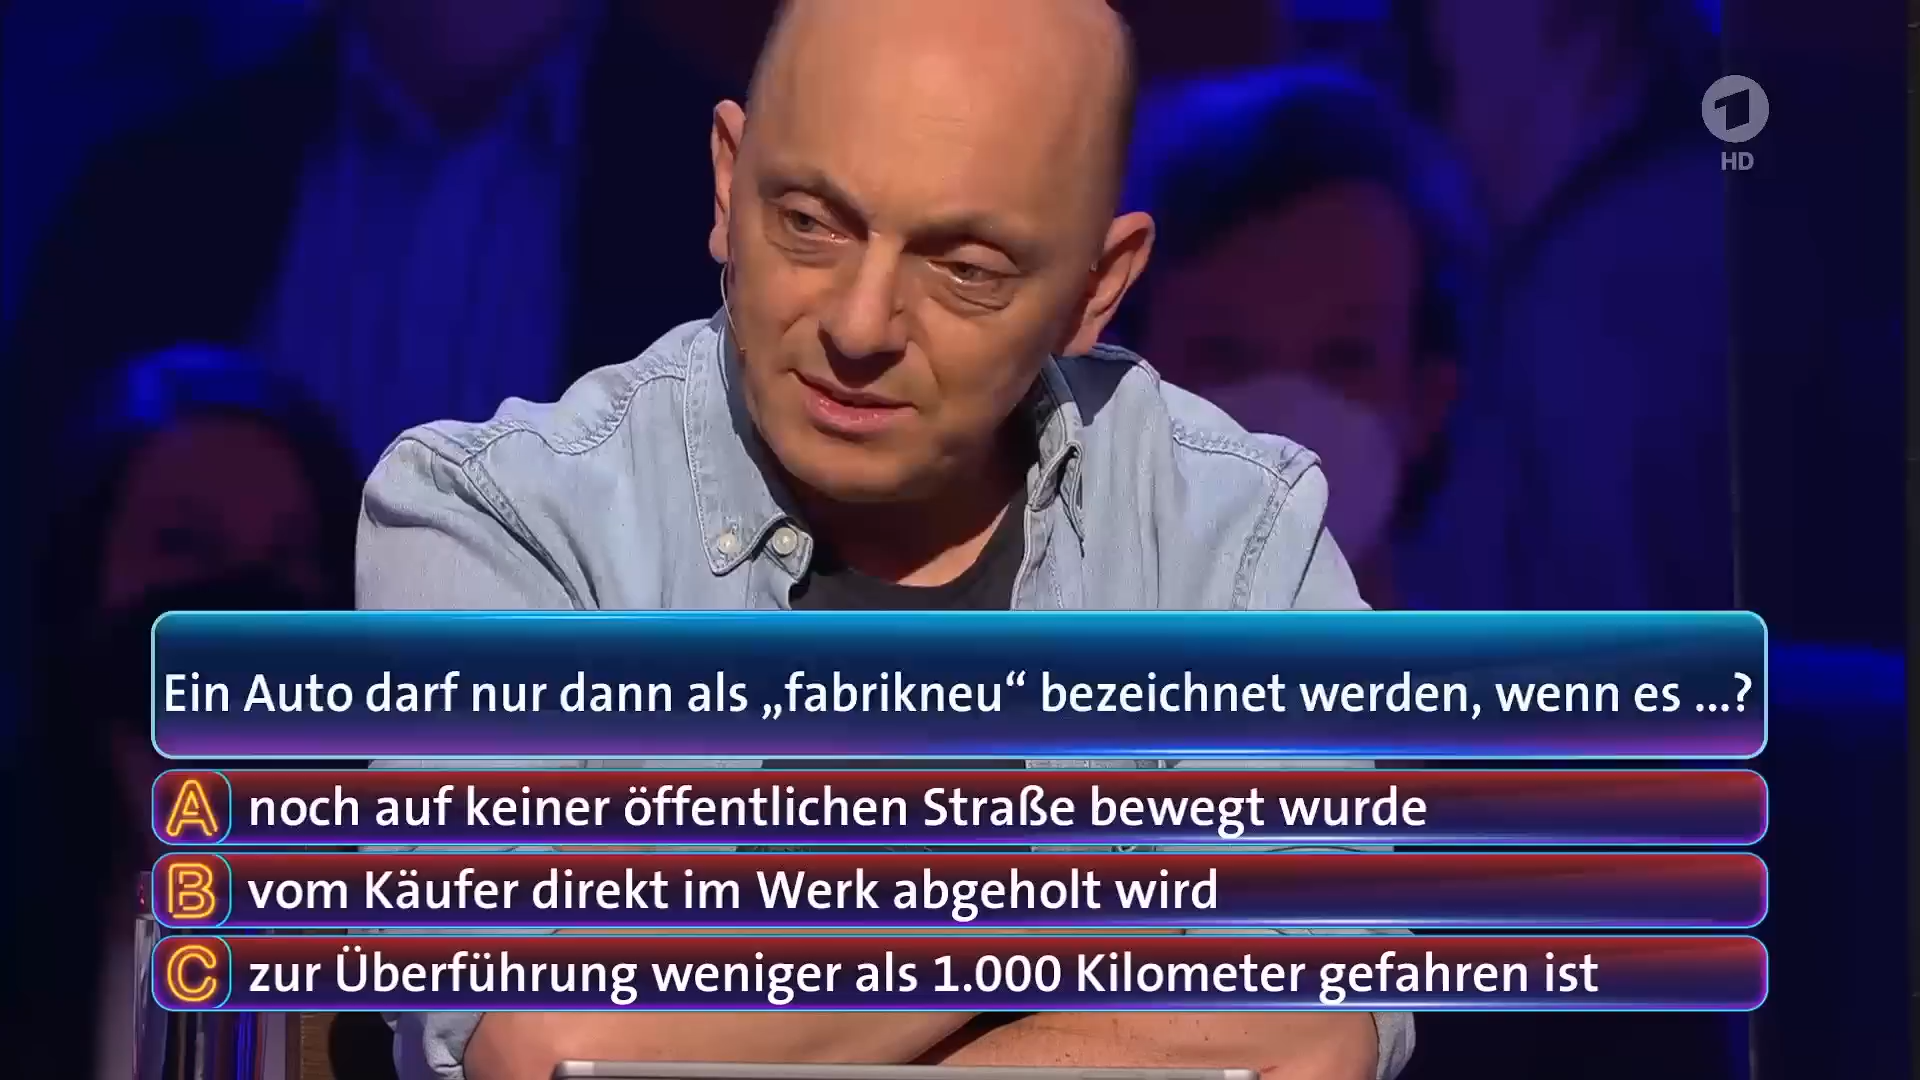 1
HD
Ein Auto darf nur dann als „fabrikneu“ bezeichnet werden, wenn es ...?
A noch auf keiner öffentlichen Straße bewegt wurde
B vom Käufer direkt im Werk abgeholt wird
C zur Überführung weniger als 1.000 Kilometer gefahren ist